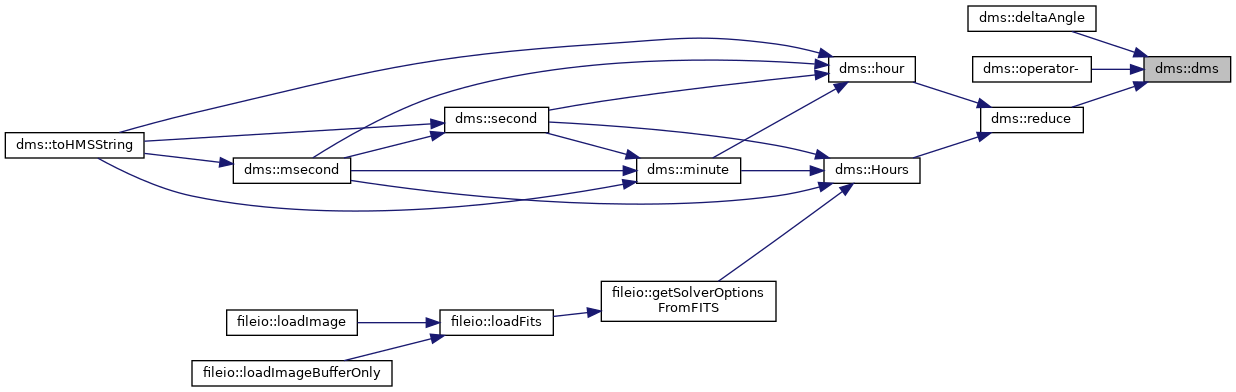 dms::deltaAngle
dms::hour
dms::operator-
dms::dms
dms::second
dms::reduce
dms::toHMSString
dms::msecond
dms::minute
dms::Hours
fileio::getSolverOptions
FromFITS
fileio::loadImage
fileio::loadFits
fileio::loadImageBufferOnly